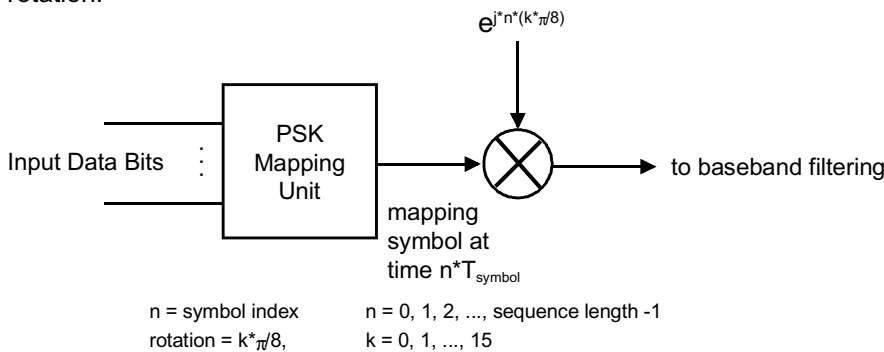 rotation.
e^j*n*(k*π/8)
PSK
Mapping
Unit
Input Data Bits
to baseband filtering
mapping
symbol at
time n*T_symbol
n = symbol index n = 0, 1, 2, ..., sequence length -1
rotation = k*π/8, k = 0, 1, ..., 15